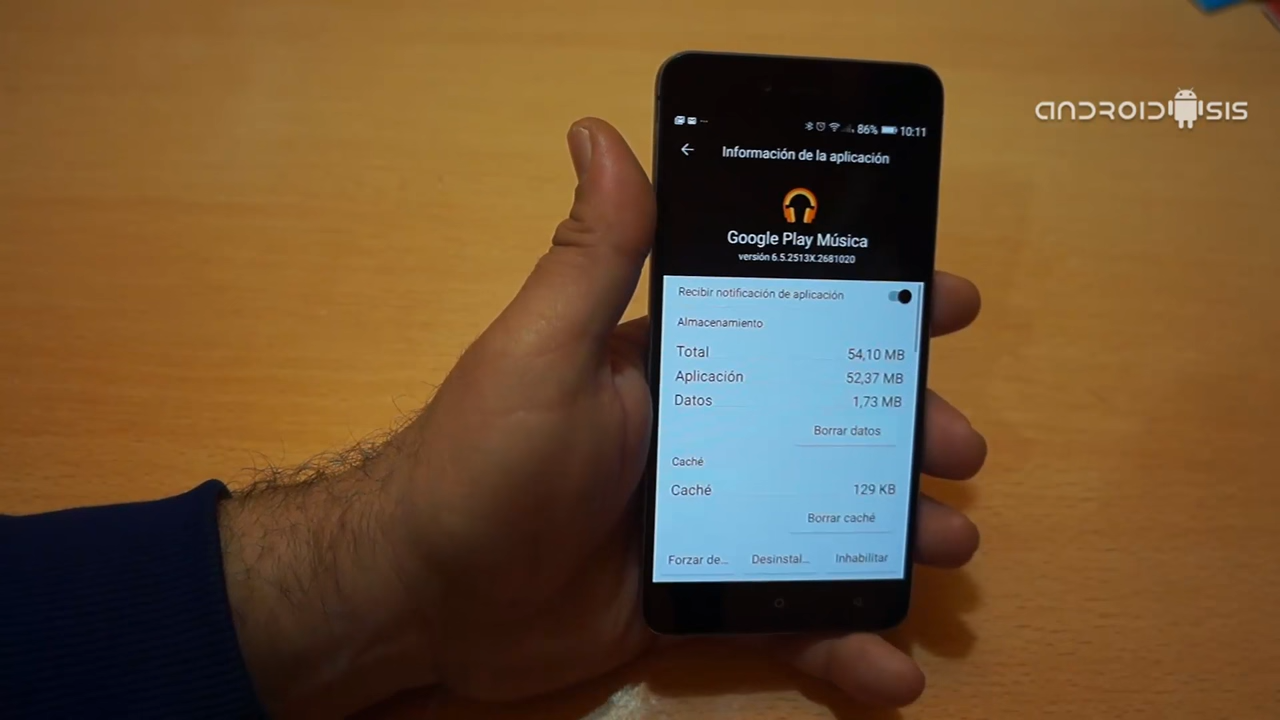 ANDROIDSIS
86% 10:11
Información de la aplicación
Google Play Música
versión 6.5.2513X.2681020
Recibir notificación de aplicación
Almacenamiento
Total 54,10 MB
Aplicación 52,37 MB
Datos 1,73 MB
Borrar datos
Caché
Caché 129 KB
Borrar caché
Forzar de... Desinstal... Inhabilitar